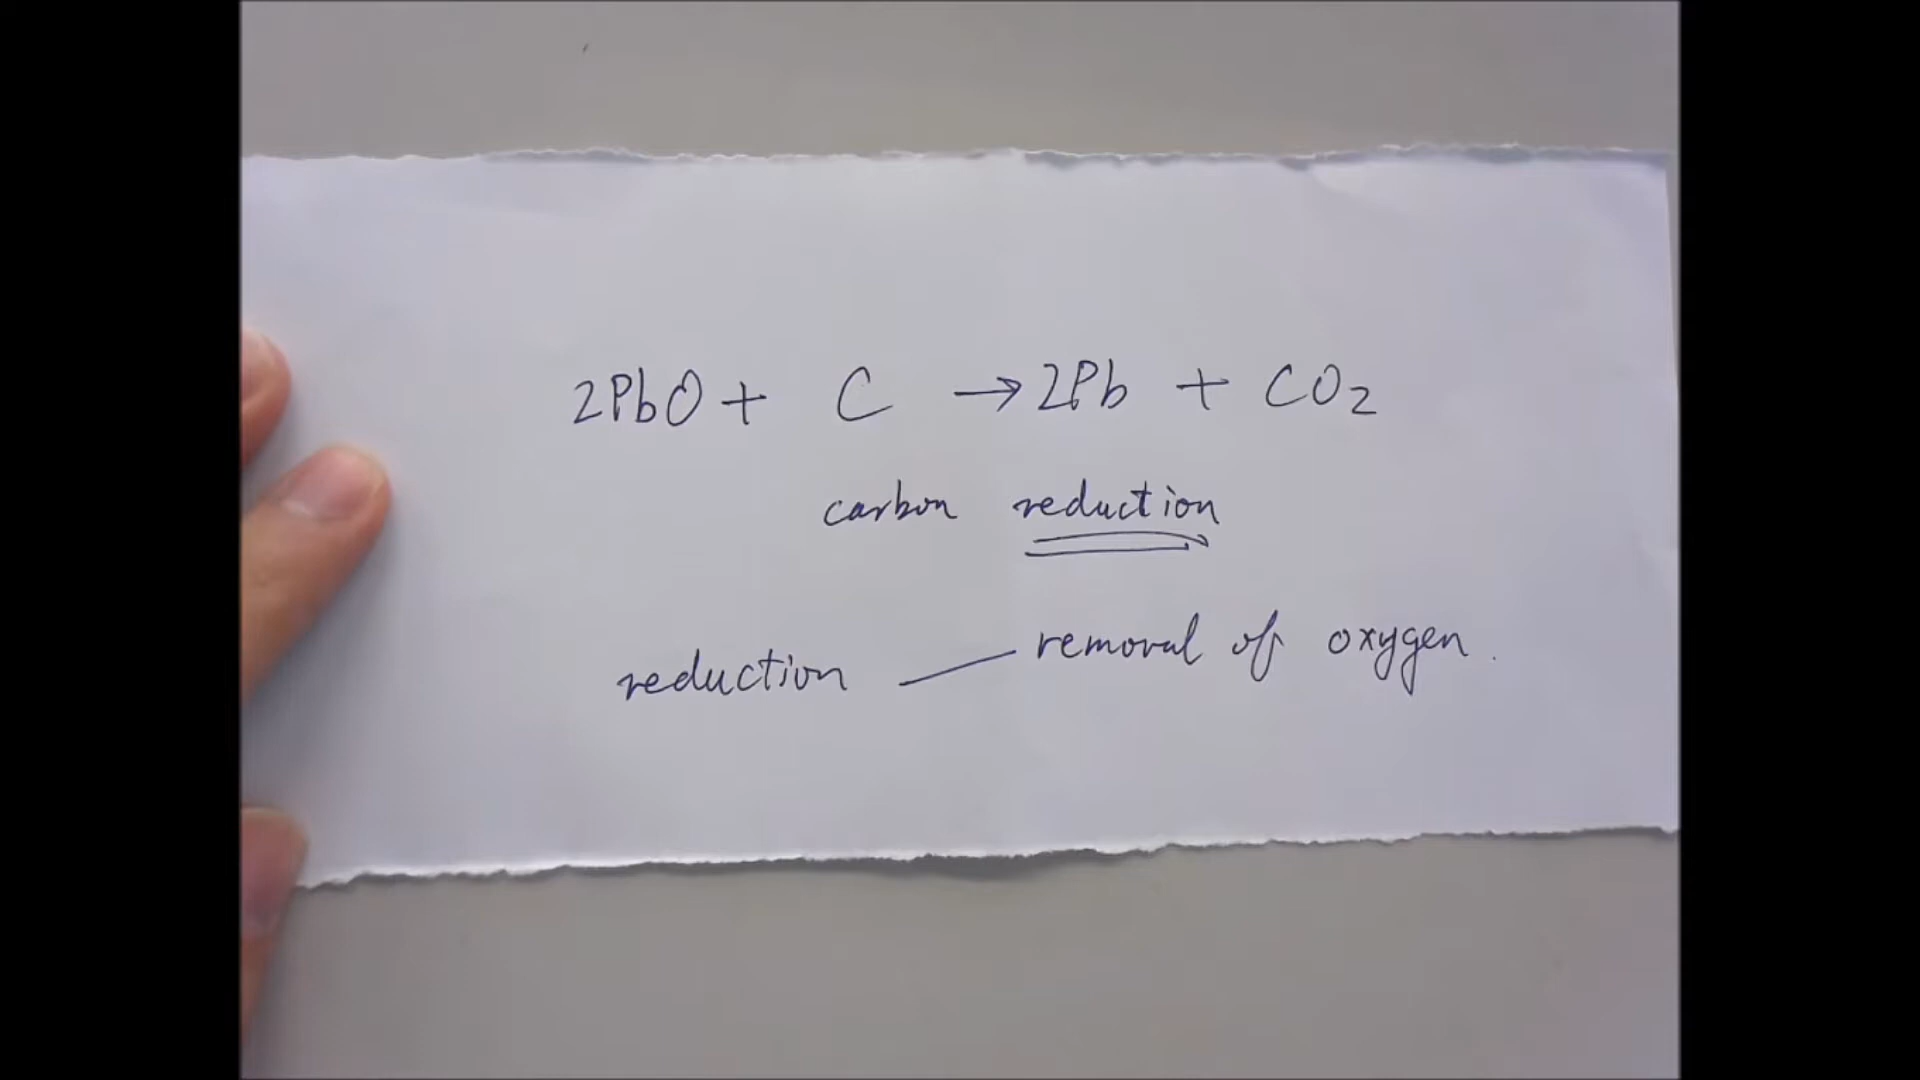 2PbO + C → 2Pb + CO₂
carbon reduction
reduction — removal of oxygen.